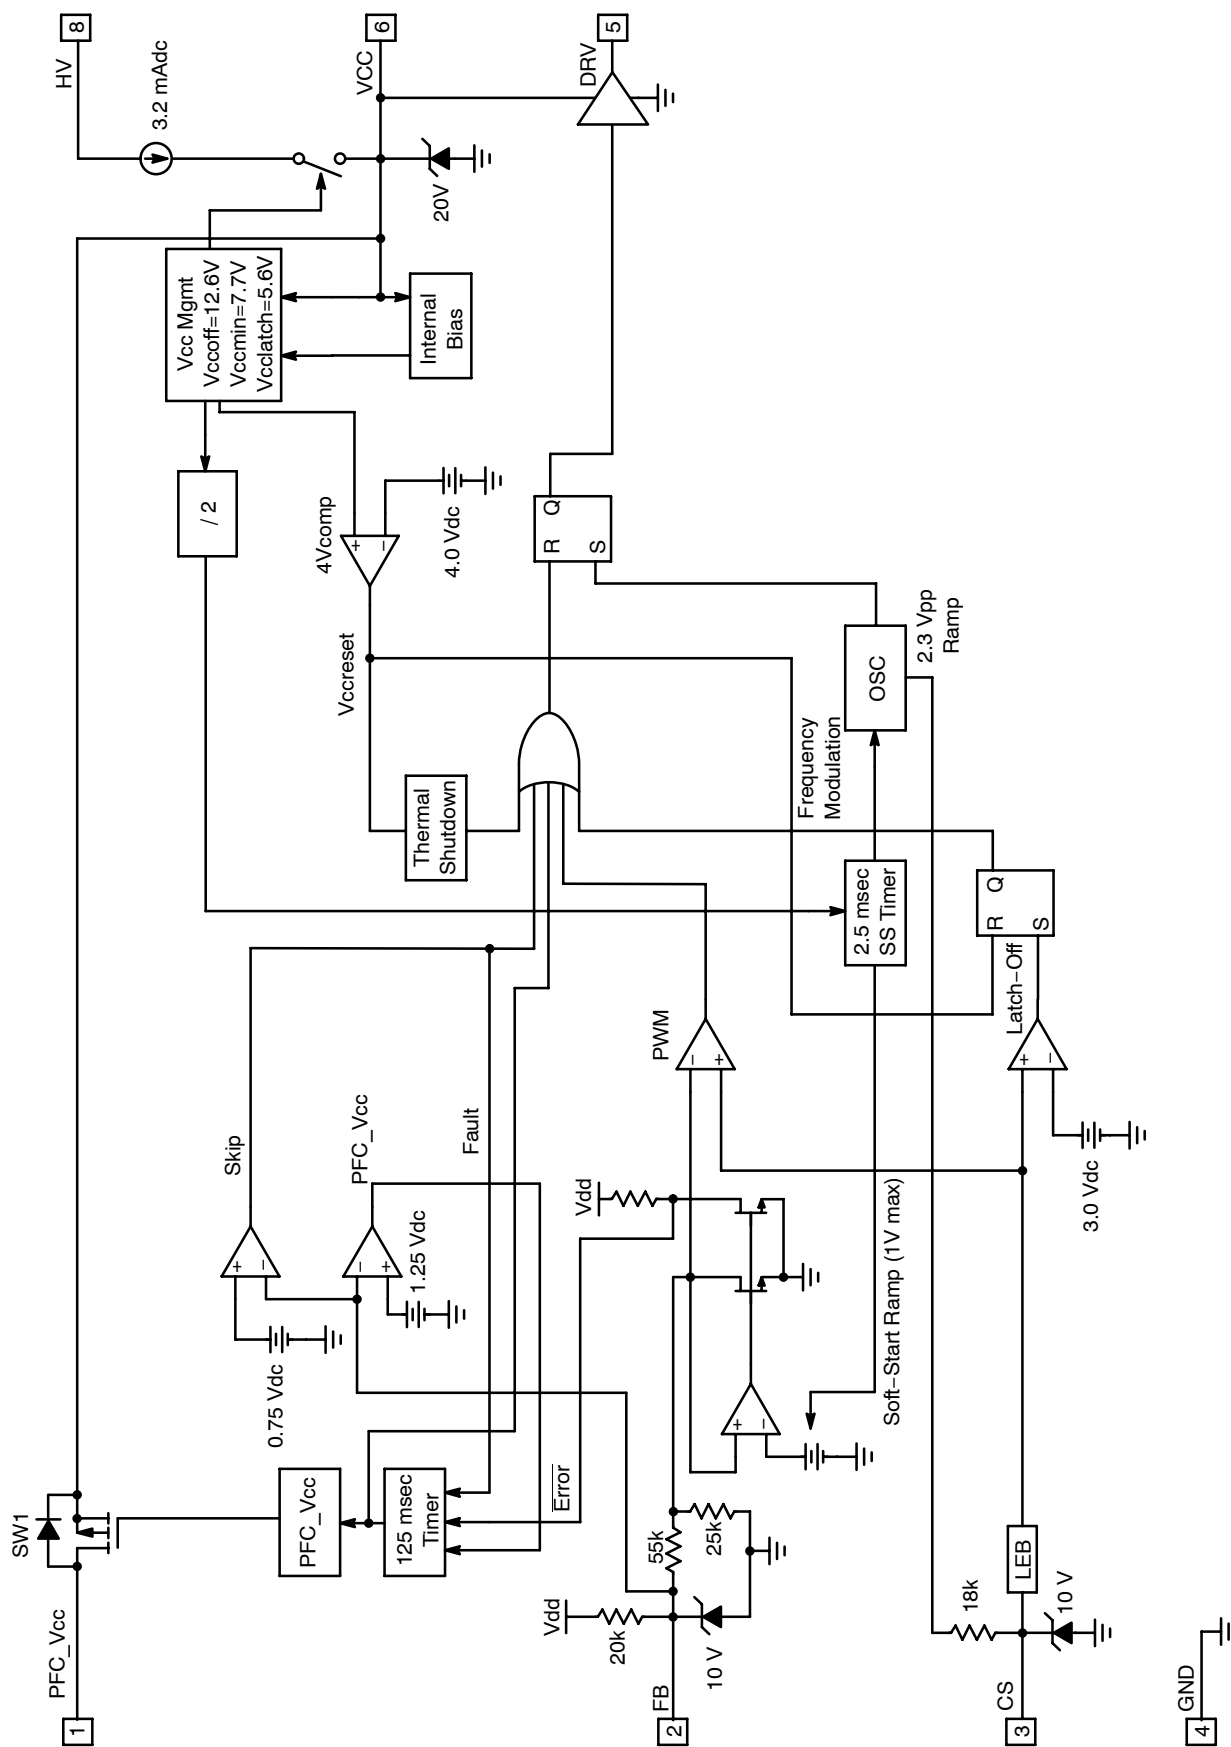 PFC_Vcc
1
SW1
PFC_Vcc
125 msec
Timer
0.75 Vdc
Skip
PFC_Vcc
1.25 Vdc
Fault
Error
/ 2
Vcc Mgmt
Vccoff=12.6V
Vccmin=7.7V
Vcclatch=5.6V
HV
8
3.2 mAdc
VCC
6
20V
Internal
Bias
4Vcomp
4.0 Vdc
Vccreset
Thermal
Shutdown
R
Q
S
DRV
5
FB
2
Vdd
20k
10 V
55k
25k
Vdd
PWM
Soft-Start Ramp (1V max)
2.5 msec
SS Timer
Frequency
Modulation
OSC
2.3 Vpp
Ramp
CS
3
18k
10 V
LEB
3.0 Vdc
Latch-Off
R
Q
S
GND
4
+
−
−
+
+
−
−
+
+
−
+
−